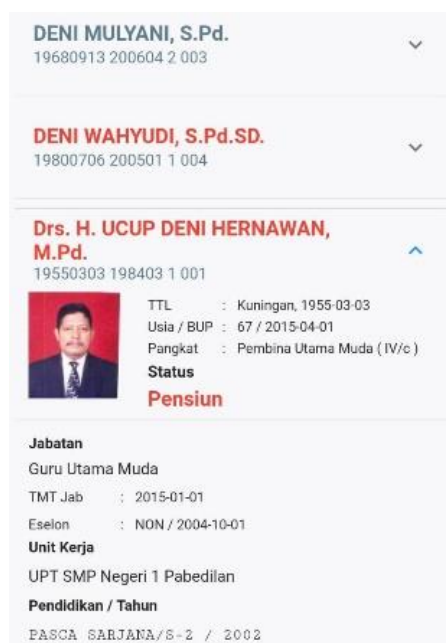 DENI MULYANI, S.Pd.
19680913 200604 2 003
DENI WAHYUDI, S.Pd.SD.
19800706 200501 1 004
Drs. H. UCUP DENI HERNAWAN,
M.Pd.
19550303 198403 1 001
TTL : Kuningan, 1955-03-03
Usia / BUP : 67 / 2015-04-01
Pangkat : Pembina Utama Muda ( IV/c )
Status
Pensiun
Jabatan
Guru Utama Muda
TMT Jab : 2015-01-01
Eselon : NON / 2004-10-01
Unit Kerja
UPT SMP Negeri 1 Pabedilan
Pendidikan / Tahun
PASCA SARJANA/S-2 / 2002